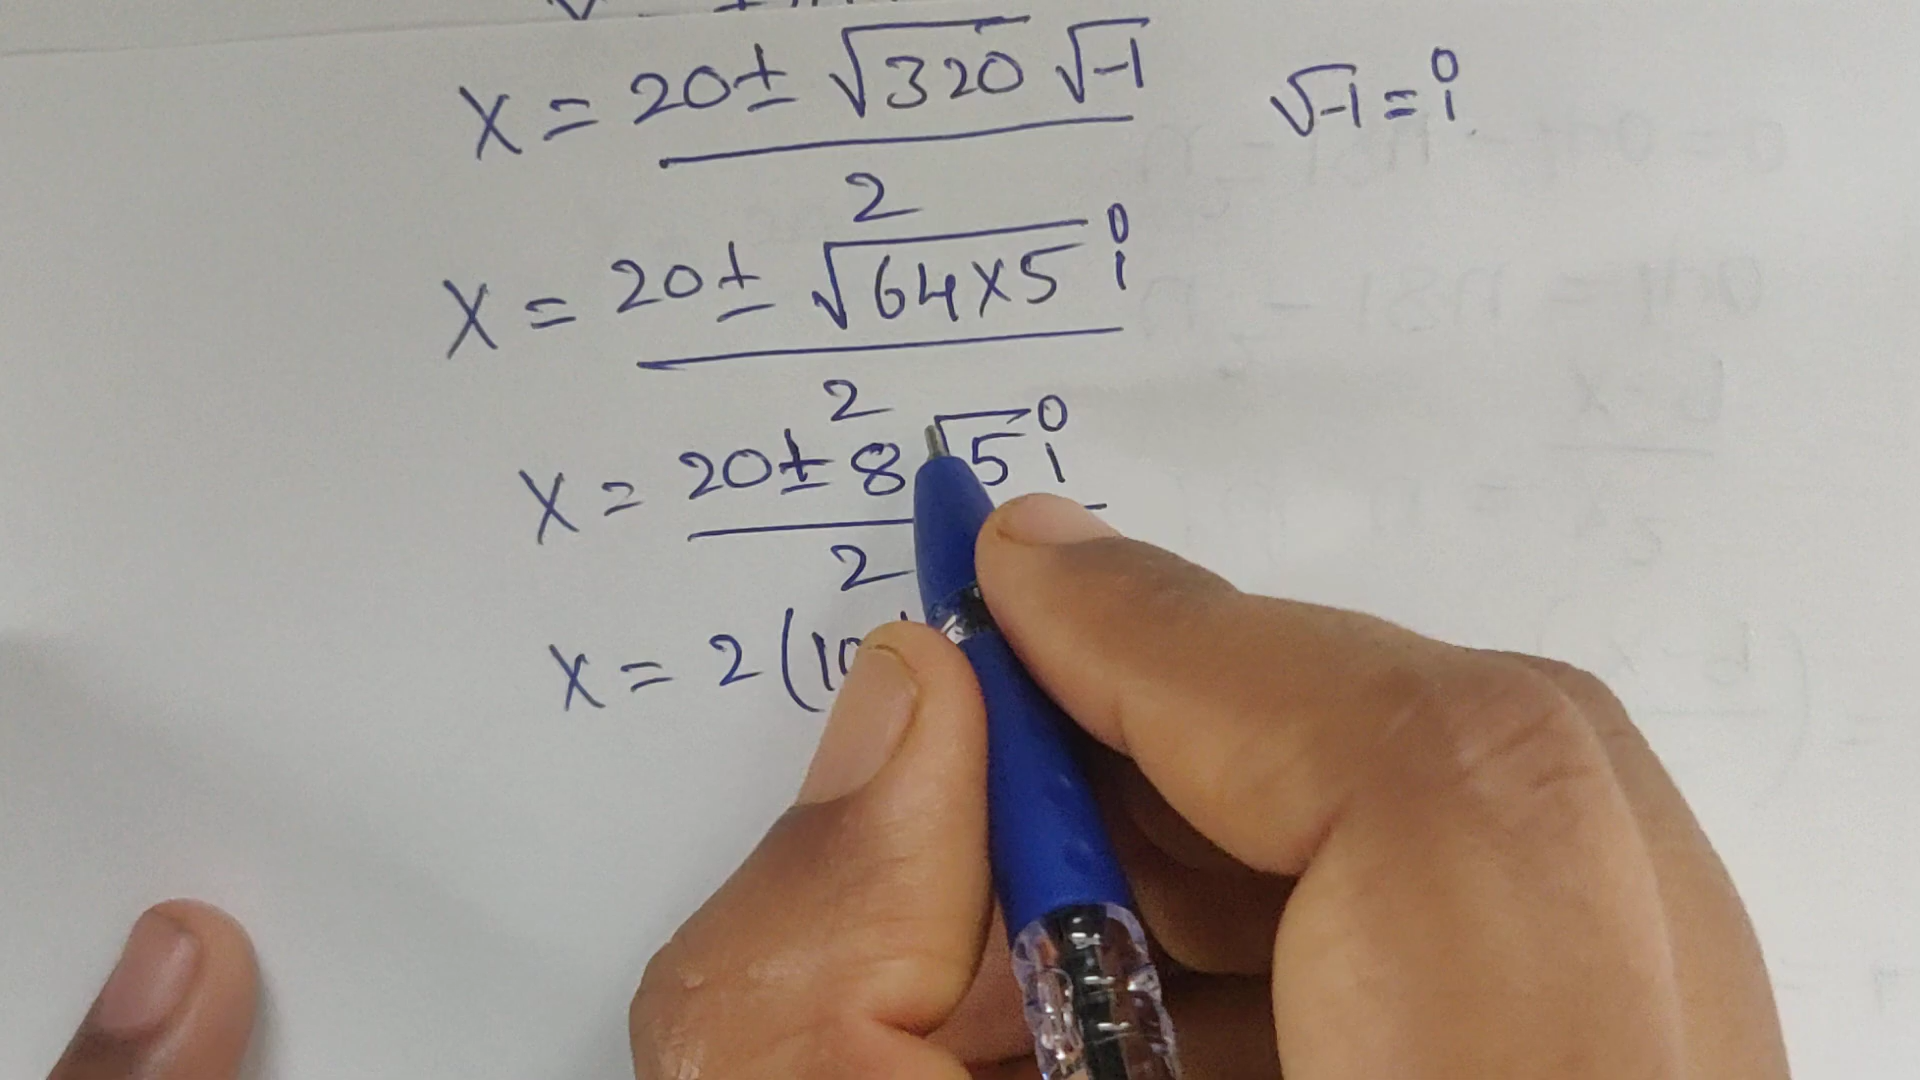 x = 20 ± √320 √-1 / 2    √-1 = i
x = 20 ± √64×5 i / 2
x = 20 ± 8√5 i / 2
x = 2(10